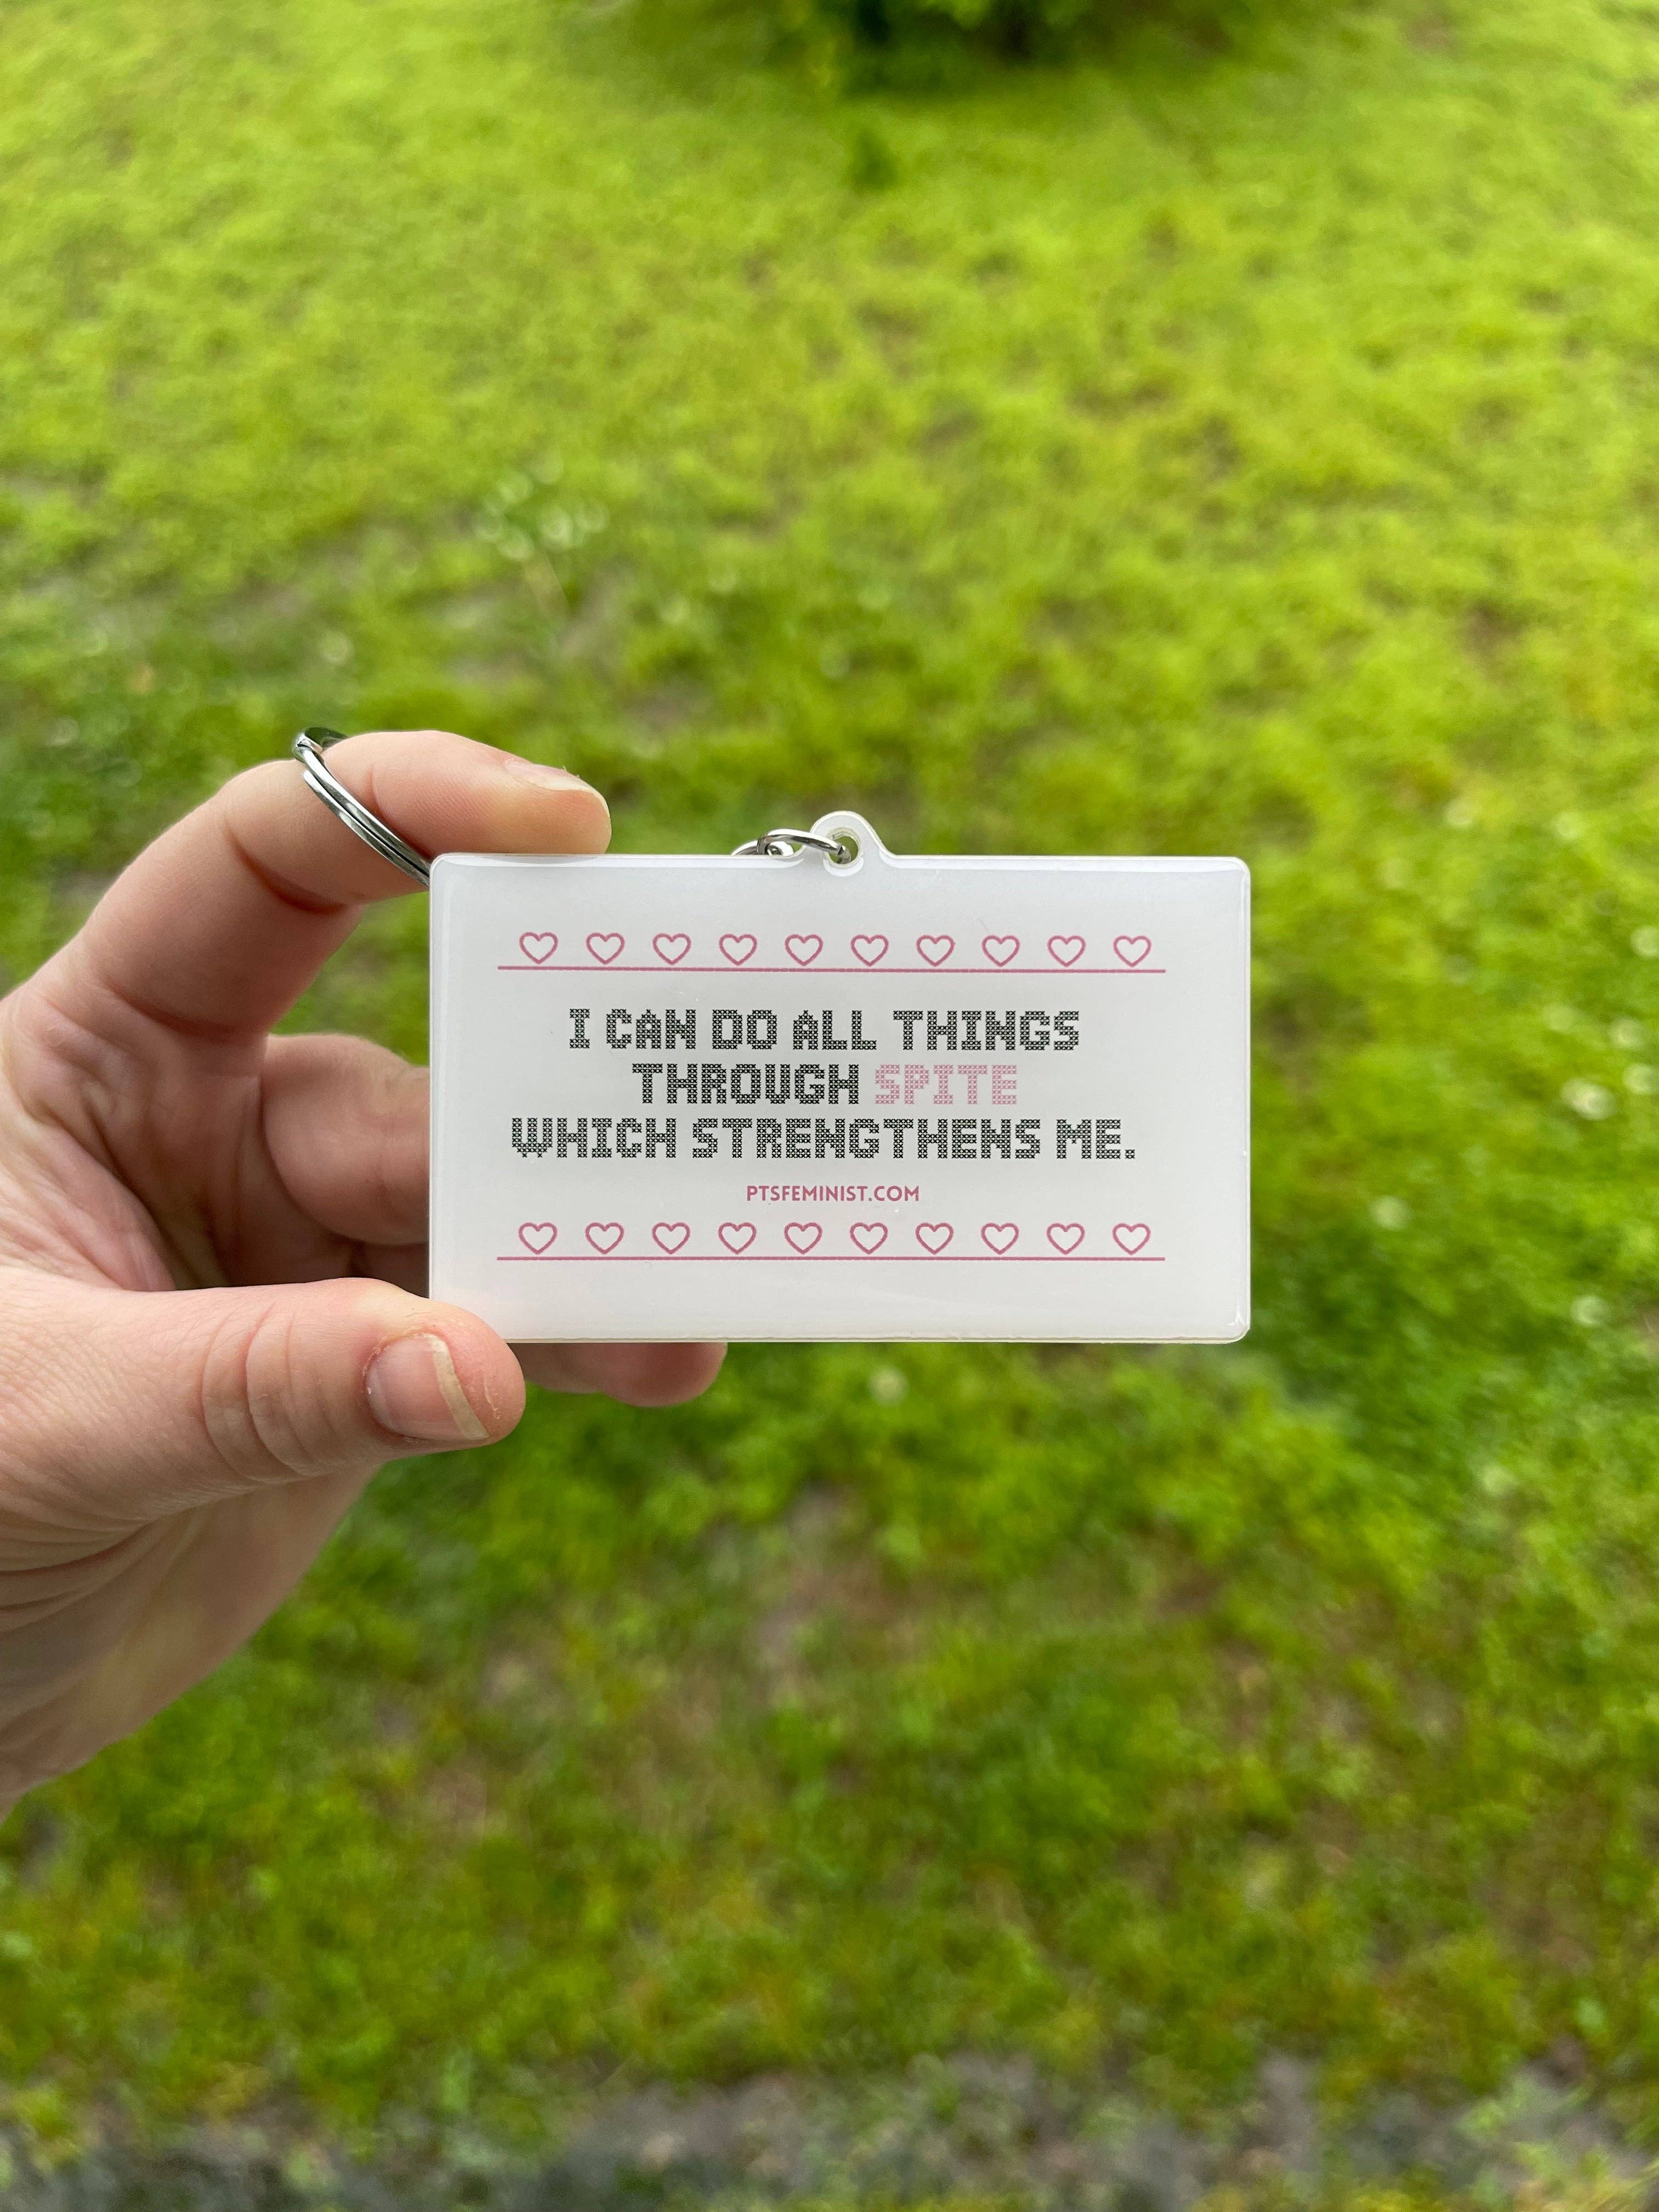 I CAN DO ALL THINGS
THROUGH SPITE
WHICH STRENGTHENS ME.
PTSFEMINIST.COM